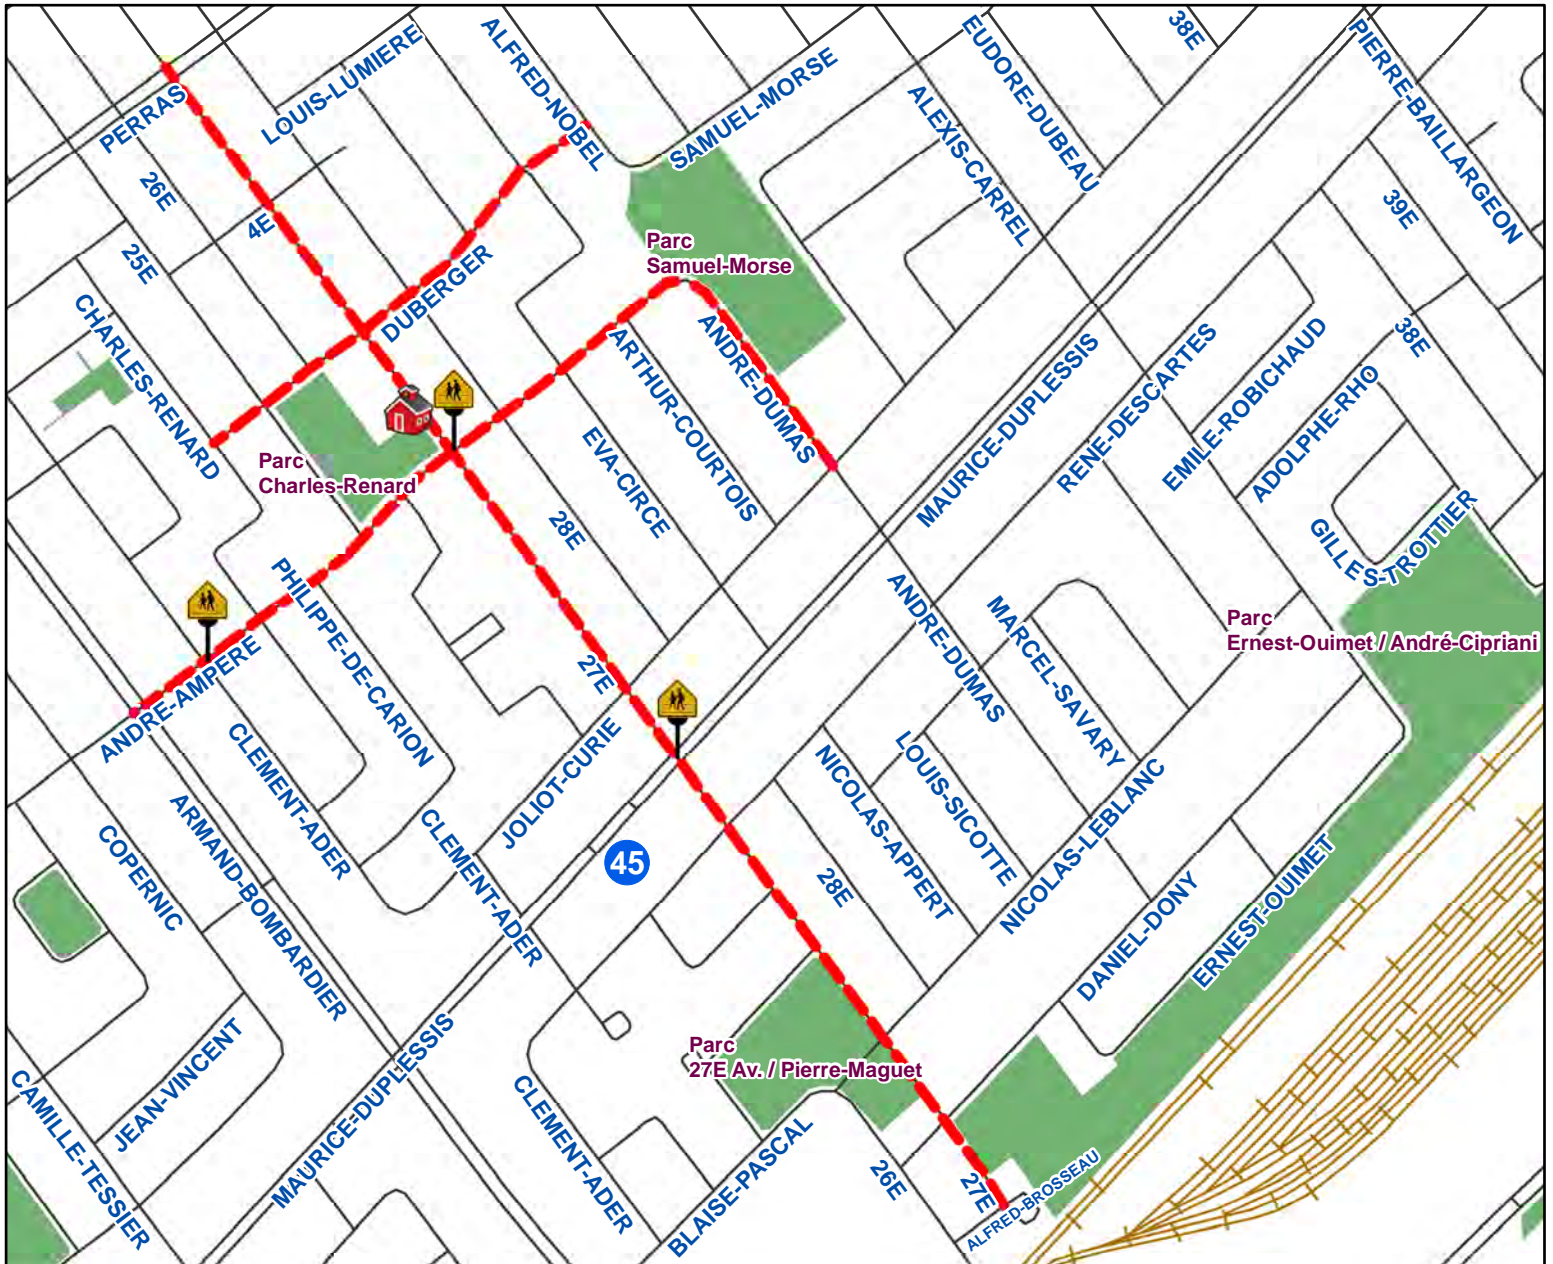 PERRAS
LOUIS-LUMIERE
ALFRED-NOBEL
SAMUEL-MORSE
EUDORE-DUBEAU
38E
PIERRE-BAILLARGEON
ALEXIS-CARREL
26E
4E
25E
39E
DUBERGER
Parc
Samuel-Morse
CHARLES-RENARD
ANDRE-DUMAS
ARTHUR-COURTOIS
MAURICE-DUPLESSIS
RENE-DESCARTES
EMILE-ROBICHAUD
38E
ADOLPHE-RHO
EVA-CIRCE
Parc
Charles-Renard
28E
GILLES-TROTTIER
PHILIPPE-DE-CARION
ANDRE-DUMAS
MARCEL-SAVARY
Parc
Ernest-Ouimet / André-Cipriani
27E
ANDRE-AMPERE
CLEMENT-ADER
JOLIOT-CURIE
NICOLAS-APPERT
LOUIS-SICOTTE
NICOLAS-LEBLANC
COPERNIC
ARMAND-BOMBARDIER
CLEMENT-ADER
45
28E
DANIEL-DONY
ERNEST-OUIMET
JEAN-VINCENT
MAURICE-DUPLESSIS
Parc
27E Av. / Pierre-Maguet
CAMILLE-TESSIER
CLEMENT-ADER
BLAISE-PASCAL
26E
27E
ALFRED-BROSSEAU